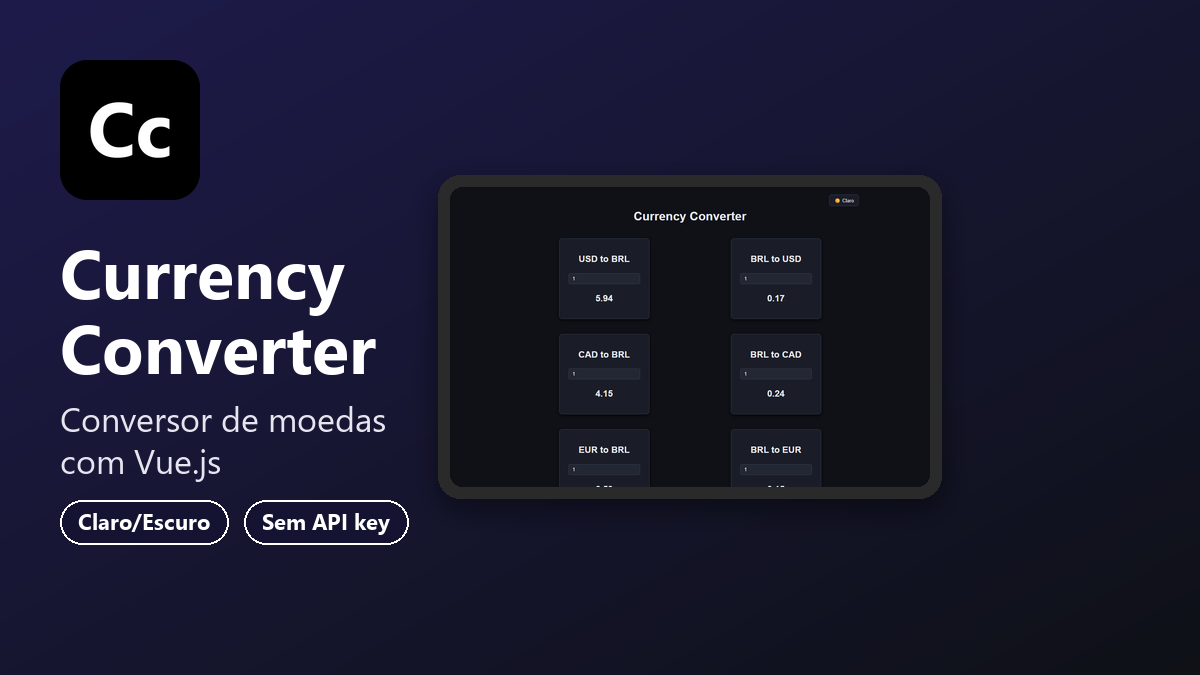 Cc
Currency
Converter
Conversor de moedas
com Vue.js
Claro/Escuro
Sem API key
Claro
Currency Converter
USD to BRL
1
5.94
BRL to USD
1
0.17
CAD to BRL
1
4.15
BRL to CAD
1
0.24
EUR to BRL
1
BRL to EUR
1